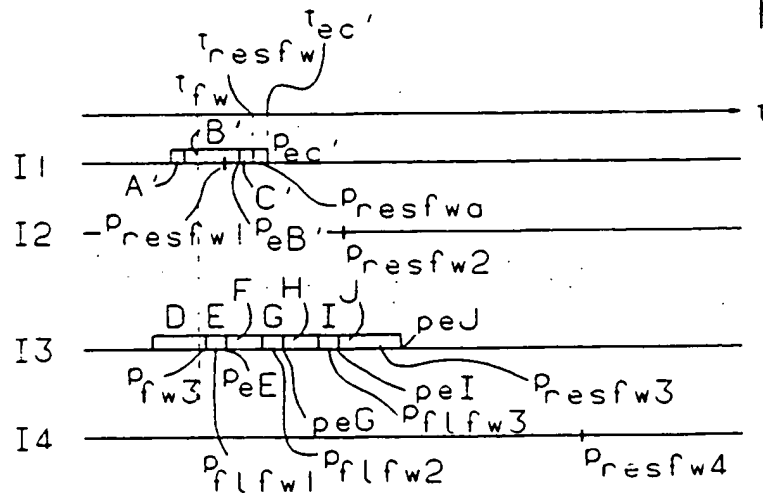 τec'
τresfw
τfw
τ
B' Pec'
I1
A' C' Presfwa
I2 Presfw1 PeB'
Presfw2
F H J
D E G I peJ
I3
Pfw3 PeE peI Presfw3
peG Pflfw3
I4
Pflfw1 Pflfw2 Presfw4